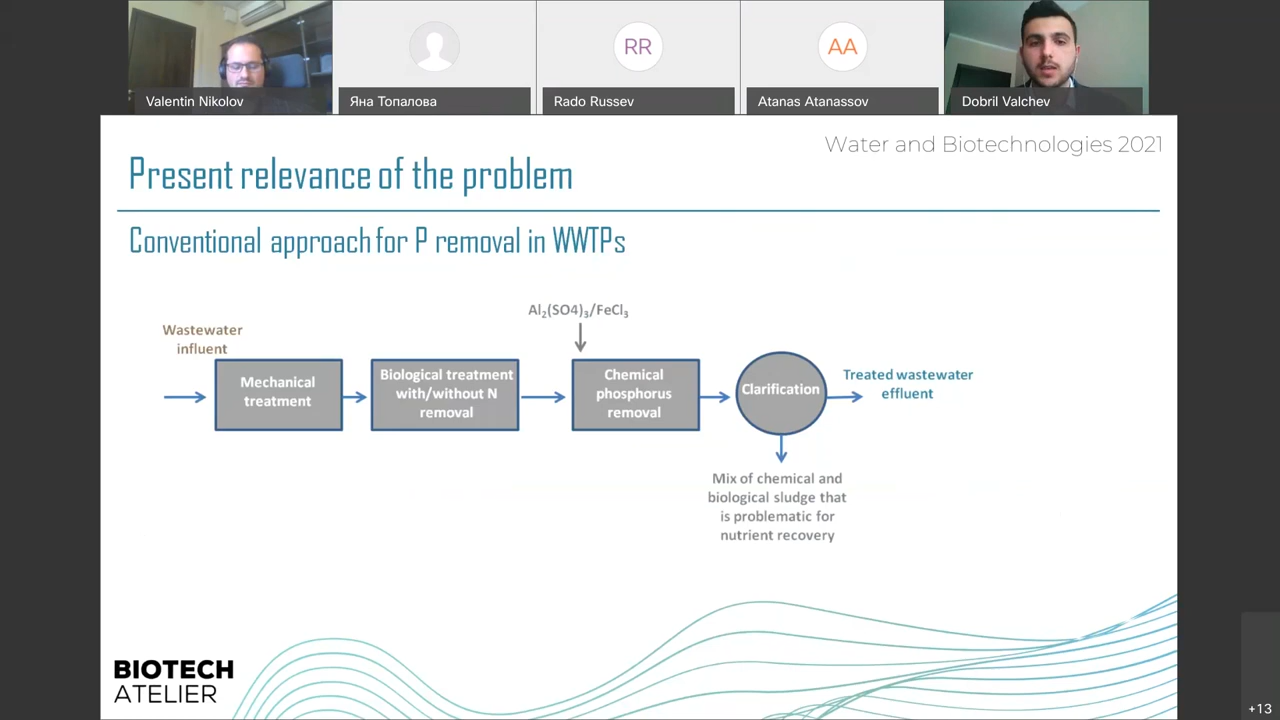 Valentin Nikolov
Яна Топалова
RR
Rado Russev
AA
Atanas Atanassov
Dobril Valchev
Water and Biotechnologies 2021
Present relevance of the problem
Conventional approach for P removal in WWTPs
Al₂(SO4)₃/FeCl₃
Wastewater
influent
Mechanical
treatment
Biological treatment
with/without N
removal
Chemical
phosphorus
removal
Clarification
Treated wastewater
effluent
Mix of chemical and
biological sludge that
is problematic for
nutrient recovery
BIOTECH
ATELIER
+13